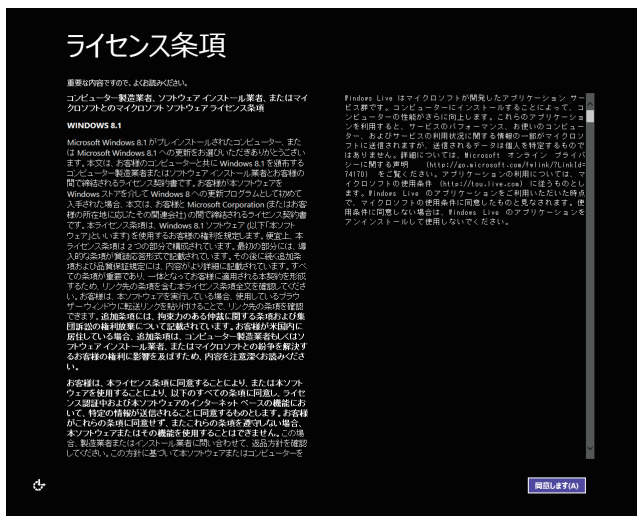 ライセンス条項
重要な内容ですので、よくお読みください。
コンピューター製造業者、ソフトウェア インストール業者、またはマイ
クロソフトとのマイクロソフト ソフトウェア ライセンス条項
WINDOWS 8.1
Microsoft Windows 8.1 がプレインストールされたコンピューター、また
は Microsoft Windows 8.1 への更新をお選びいただきありがとうござい
ます。本文は、お客様のコンピューターと共に Windows 8.1 を頒布する
コンピューター製造業者またはソフトウェア インストール業者とお客様の
間で締結されるライセンス契約書です。お客様が本ソフトウェアを
Windows ストアを介して Windows 8 への更新プログラムとして初めて
入手された場合、本文は、お客様と Microsoft Corporation (またはお客
様の所在地に応じたその関連会社) の間で締結されるライセンス契約書
です。本ライセンス条項は、Windows 8.1 ソフトウェア (以下「本ソフト
ウェア」といいます) を使用するお客様の権利を規定します。便宜上、本
ライセンス条項は 2 つの部分で構成されています。最初の部分には、導
入的な条項が質疑応答形式で記載されています。その後に続く追加条
項および品質保証規定には、内容がより詳細に記載されています。すべ
ての条項が重要であり、一体となってお客様に適用される本契約を形成
するため、リンク先の条項を含む本ライセンス条項全文を確認してくださ
い。お客様は、本ソフトウェアを実行している場合、使用しているブラウ
ザー ウィンドウに転送リンクを貼り付けることで、リンク先の条項を確認
できます。追加条項には、拘束力のある仲裁に関する条項および集
団訴訟の権利放棄について記載されています。お客様が米国内に
居住している場合、追加条項は、コンピューター製造業者もしくはソ
フトウェア インストール業者、またはマイクロソフトとの紛争を解決す
るお客様の権利に影響を及ぼすため、内容を注意深くお読みくださ
い。
お客様は、本ライセンス条項に同意することにより、または本ソフト
ウェアを使用することにより、以下のすべての条項に同意し、ライセ
ンス認証中および本ソフトウェアのインターネット ベースの機能にお
いて、特定の情報が送信されることに同意するものとします。お客様
がこれらの条項に同意せず、またこれらの条項を遵守しない場合、
本ソフトウェアまたはその機能を使用することはできません。この場
合、製造業者またはインストール業者に問い合わせて、返品方針を確認
してください。この方針に基づいて本ソフトウェアまたはコンピューターを
Windows Live はマイクロソフトが開発したアプリケーション サー
ビス群です。コンピューターにインストールすることによって、コ
ンピューターの性能がさらに向上します。これらのアプリケーショ
ンを利用すると、サービスのパフォーマンス、お使いのコンピュー
ター、およびサービスの利用状況に関する情報の一部がマイクロソ
フトに送信されますが、送信されるデータは個人を特定するもので
はありません。詳細については、Microsoft オンライン プライバ
シーに関する声明 (http://go.microsoft.com/fwlink/?LinkId=
74170) をご覧ください。アプリケーションの利用については、マ
イクロソフトの使用条件 (http://tou.live.com) に従うものとし
ます。Windows Live のアプリケーションをご利用いただいた時点
で、マイクロソフトの使用条件に同意したものと見なされます。使
用条件に同意しない場合は、Windows Live のアプリケーションを
アンインストールして使用しないでください。
同意します(A)